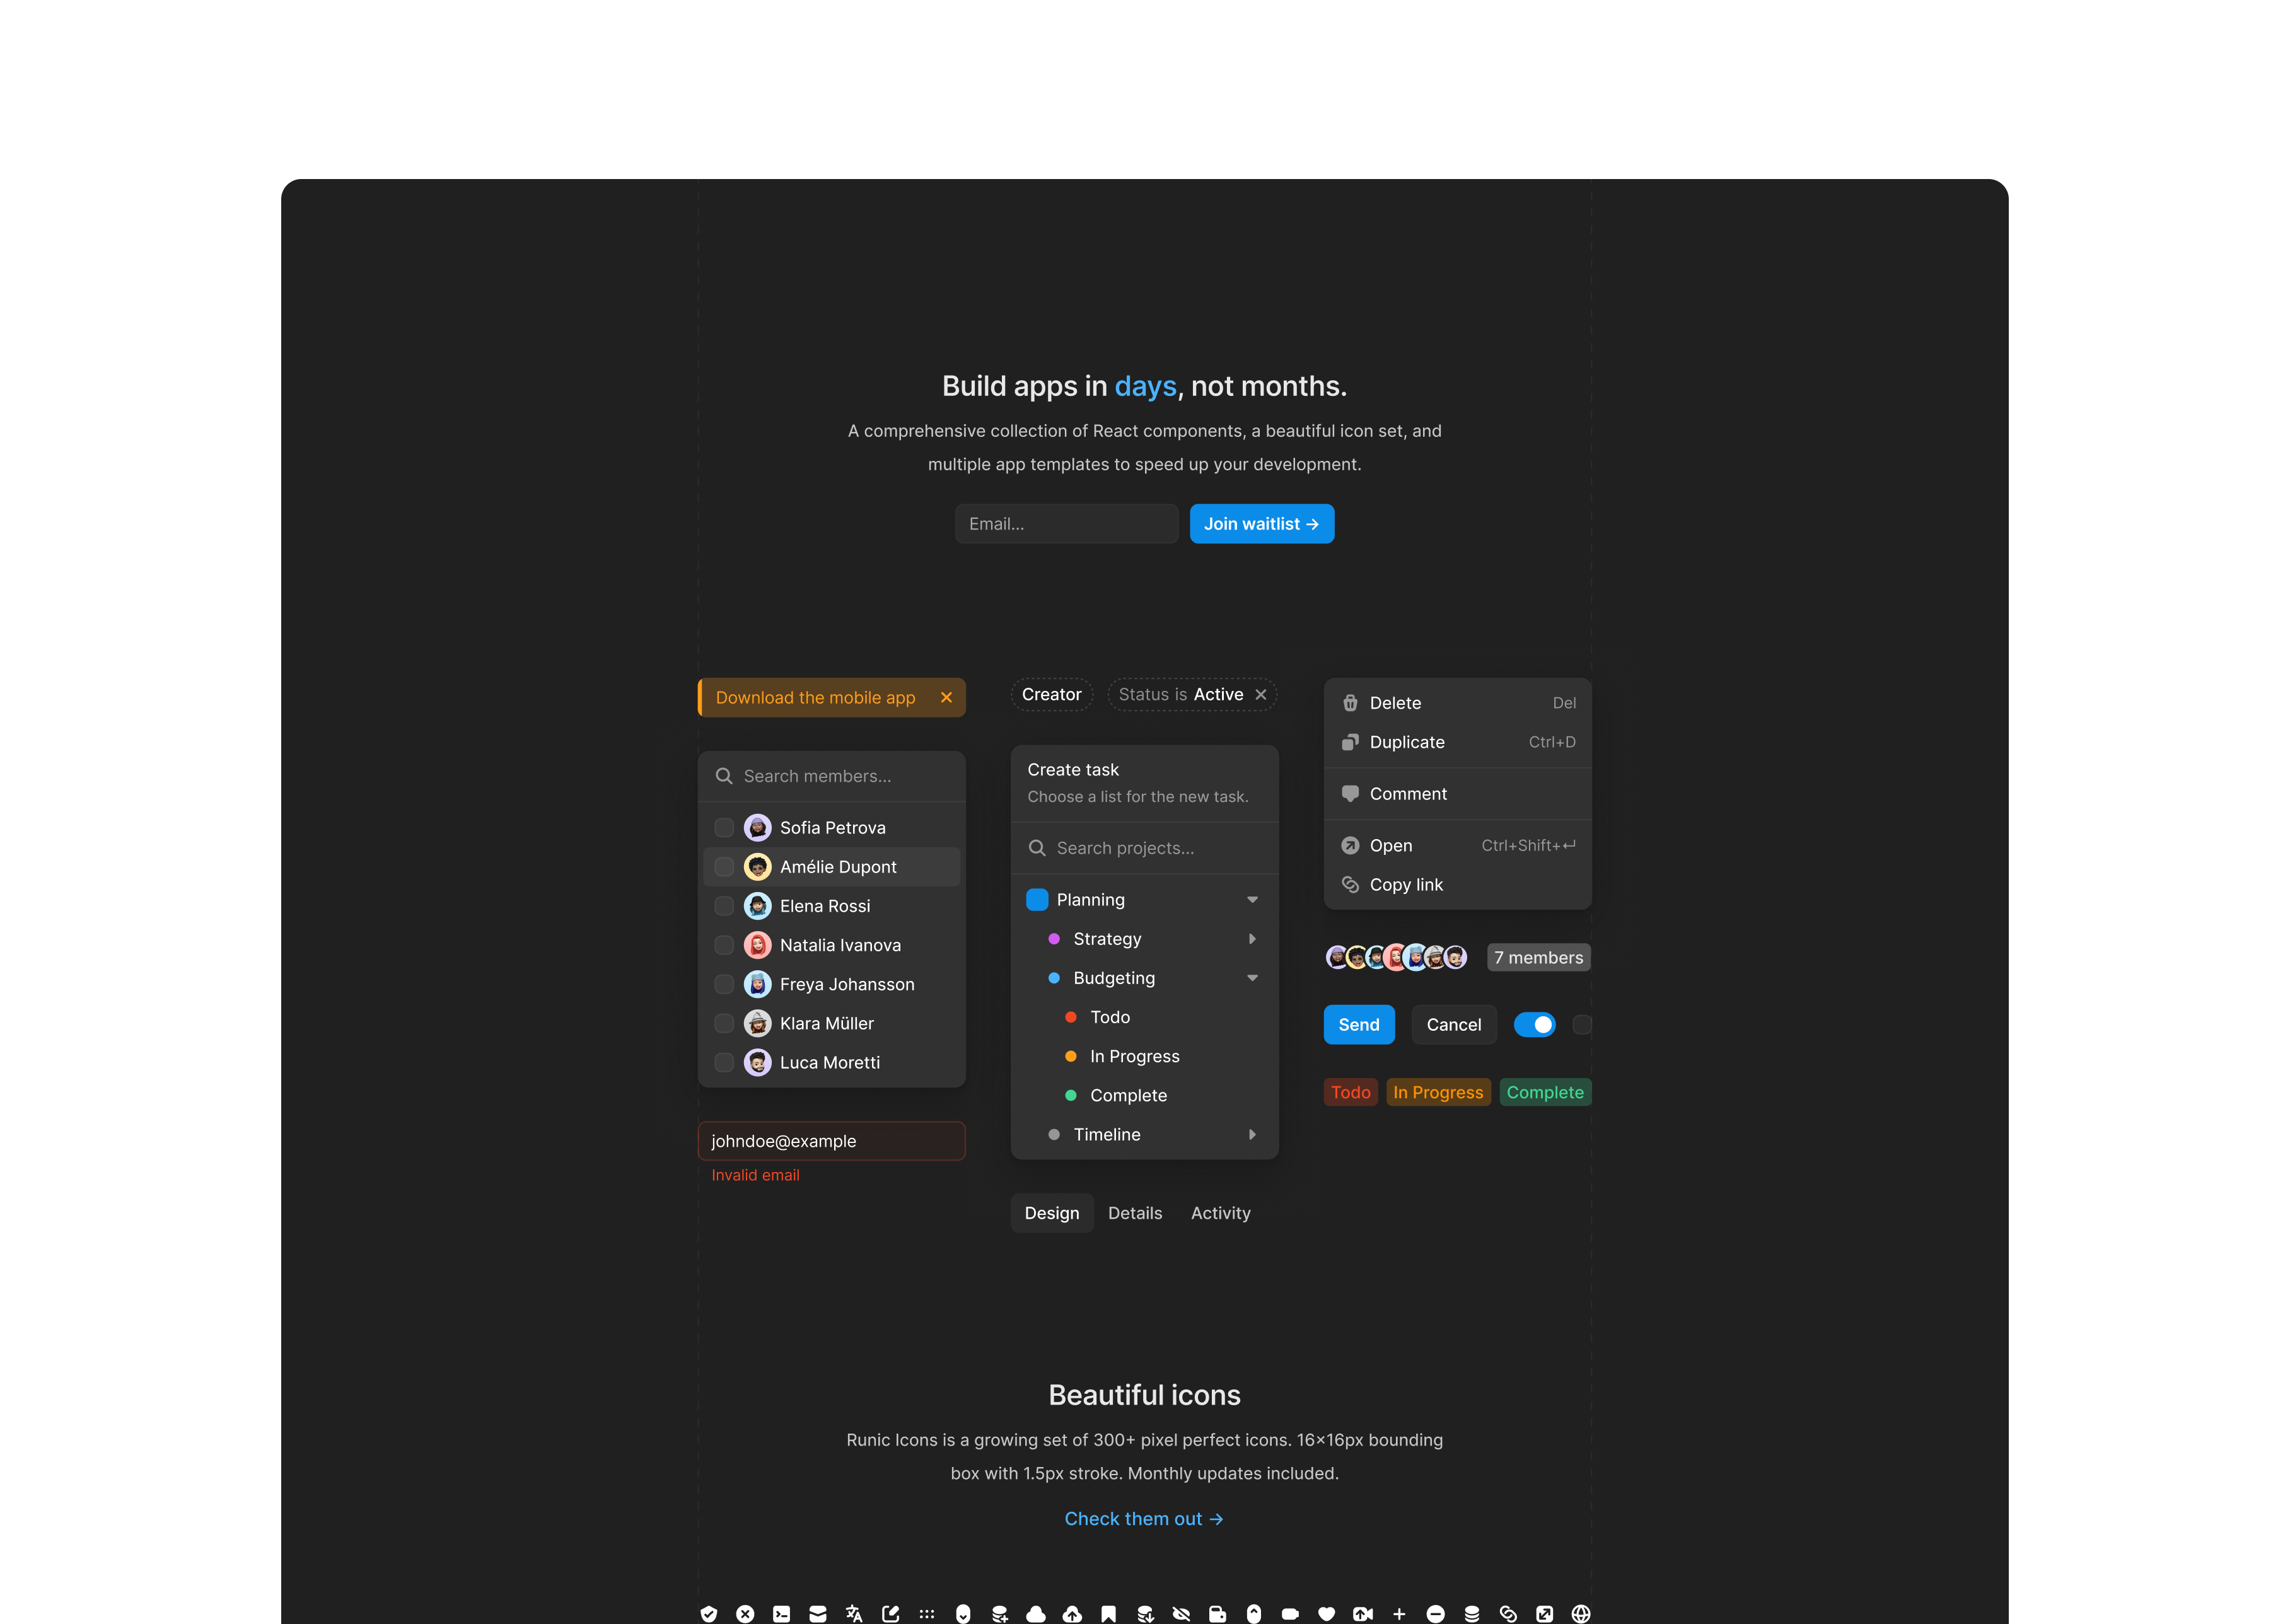 Build apps in days, not months.
A comprehensive collection of React components, a beautiful icon set, and
multiple app templates to speed up your development.
Email...
Join waitlist →
Download the mobile app
Search members...
Sofia Petrova
Amélie Dupont
Elena Rossi
Natalia Ivanova
Freya Johansson
Klara Müller
Luca Moretti
johndoe@example
Invalid email
Creator
Status is Active
Create task
Choose a list for the new task.
Search projects...
Planning
Strategy
Budgeting
Todo
In Progress
Complete
Timeline
Design Details Activity
Delete Del
Duplicate Ctrl+D
Comment
Open Ctrl+Shift+↵
Copy link
7 members
Send Cancel
Todo In Progress Complete
Beautiful icons
Runic Icons is a growing set of 300+ pixel perfect icons. 16×16px bounding
box with 1.5px stroke. Monthly updates included.
Check them out →